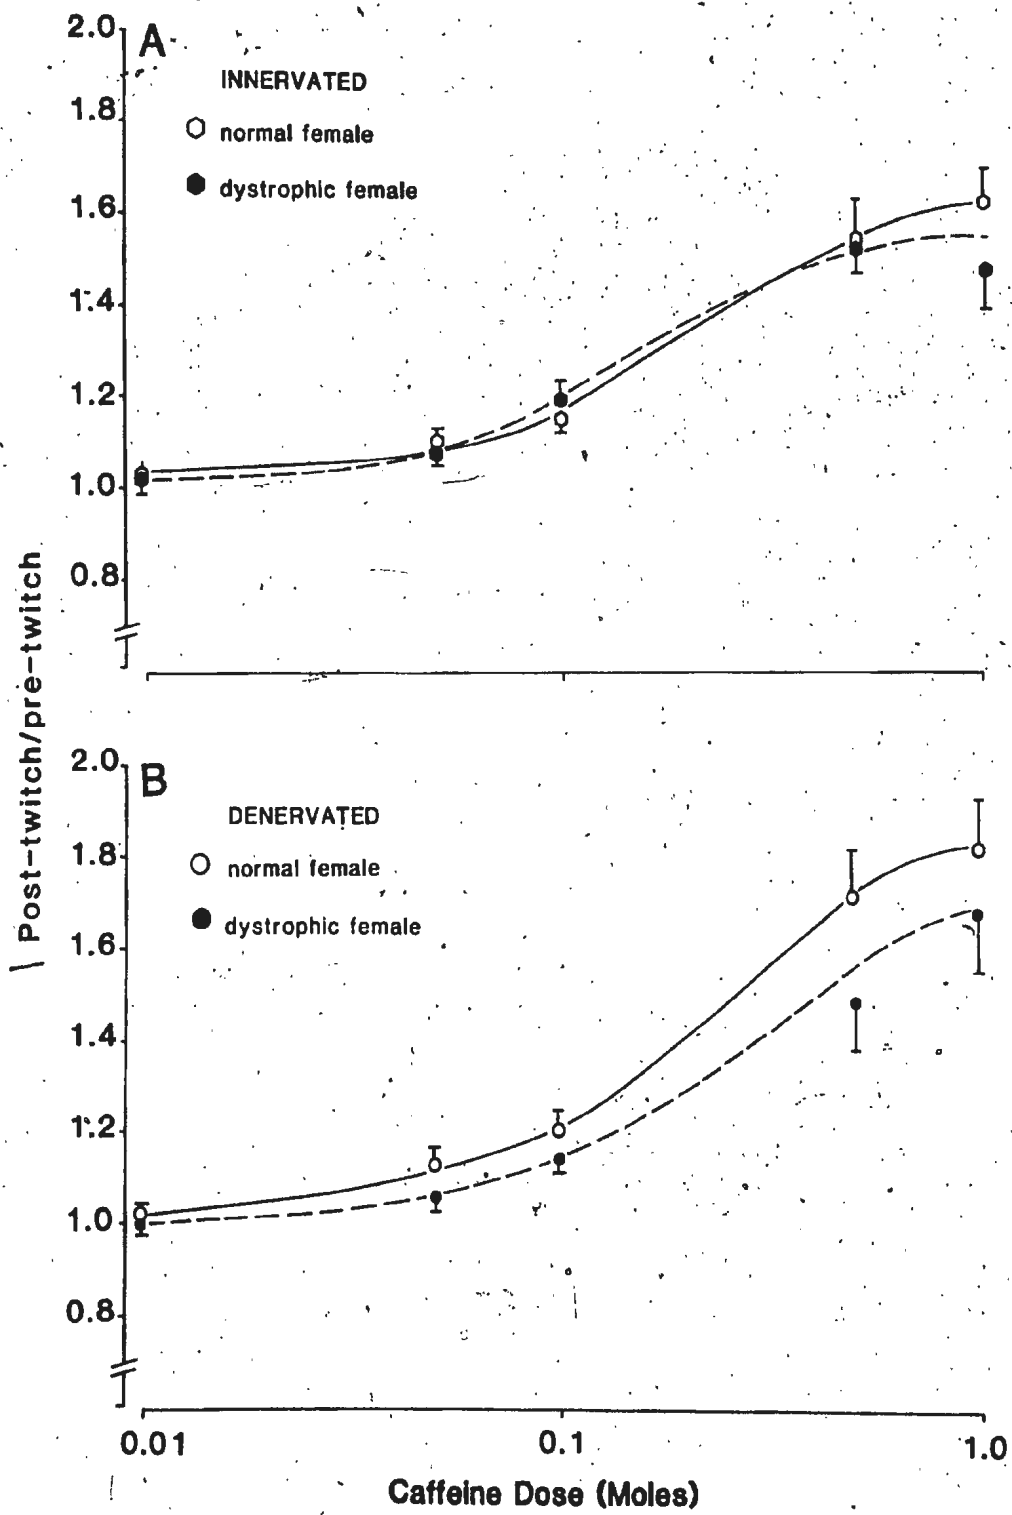 A
INNERVATED
normal female
dystrophic female
2.0
1.8
1.6
1.4
1.2
1.0
0.8
Post-twitch/pre-twitch
B
DENERVATED
normal female
dystrophic female
2.0
1.8
1.6
1.4
1.2
1.0
0.8
0.01
0.1
1.0
Caffeine Dose (Moles)